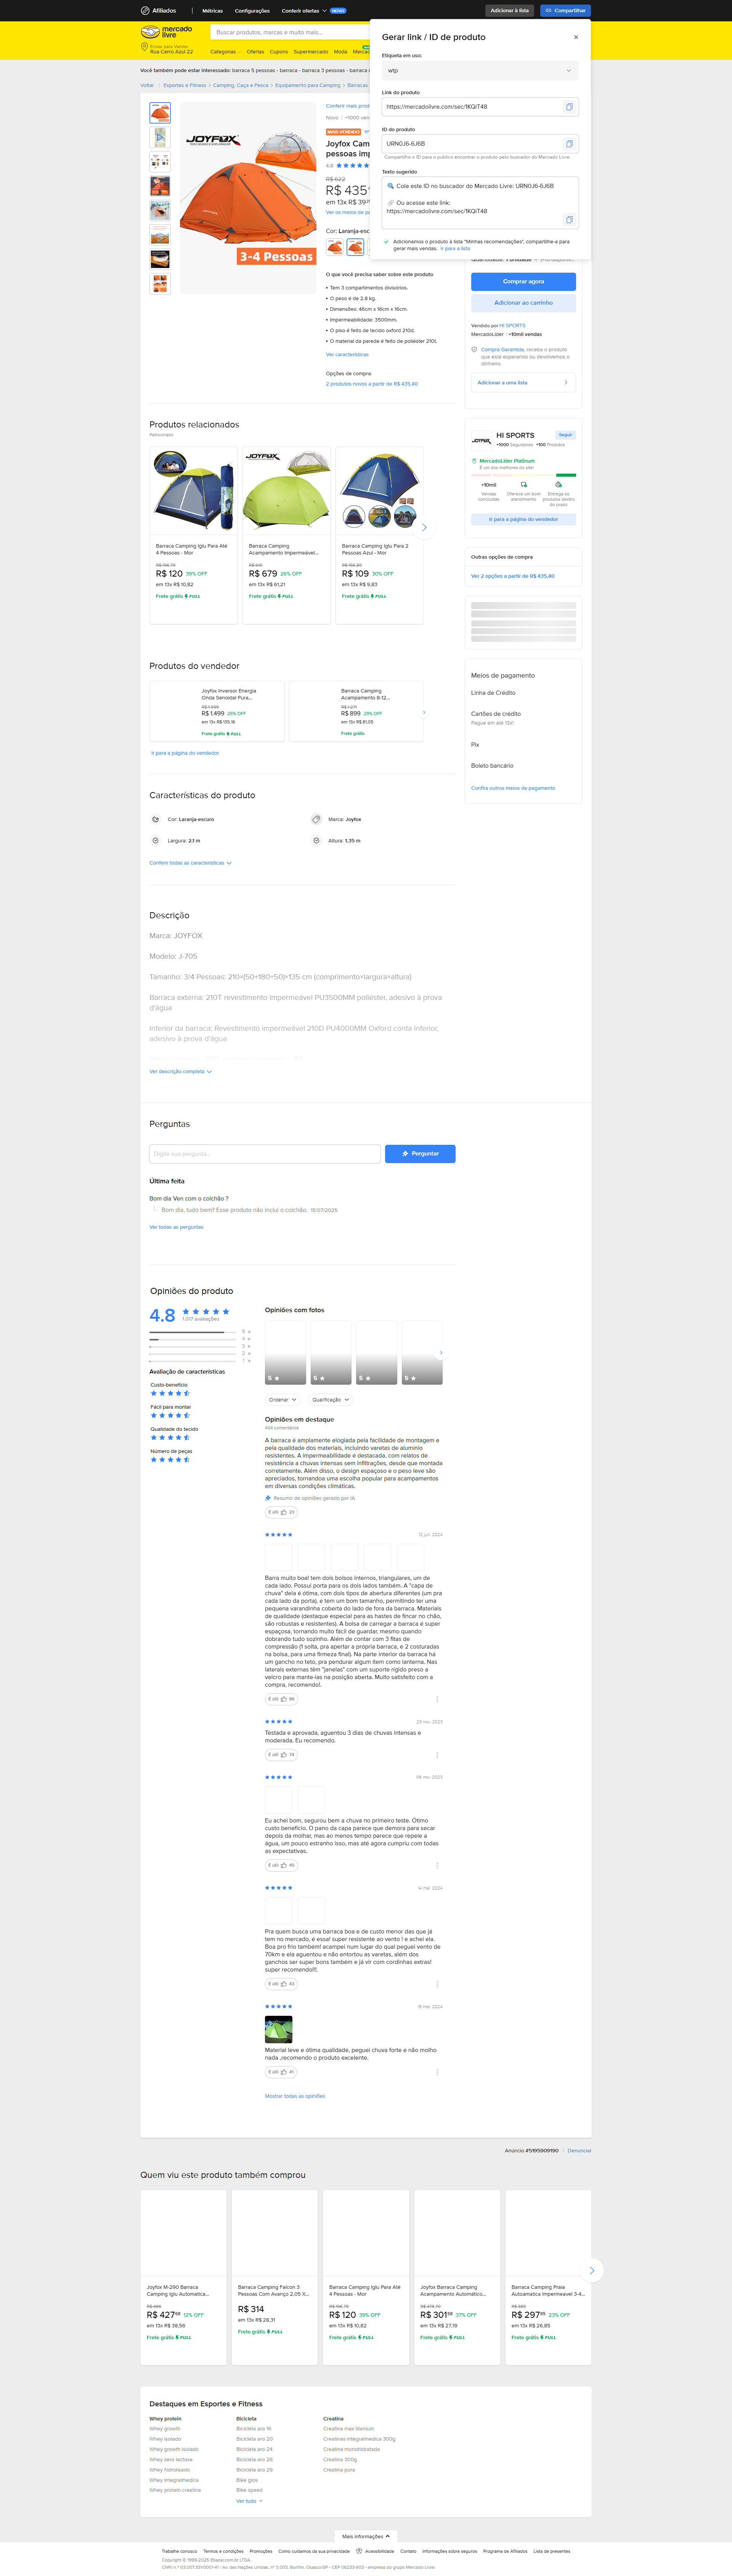 Afiliados
Métricas
Configurações
Conferir ofertas
NOVO
Adicionar à lista
Compartilhar
mercado livre
Buscar produtos, marcas e muito mais...
Enviar para Vander
Rua Cerro Azul 22
Categorias
Ofertas
Cupons
Supermercado
Moda
Você também pode estar interessado: barraca 5 pessoas - barraca - barraca 3 pessoas - barraca
Voltar
Esportes e Fitness > Camping, Caça e Pesca > Equipamento para Camping > Barracas
Gerar link / ID de produto
Etiqueta em uso:
wtp
Link do produto
https://mercadolivre.com/sec/1KQiT48
ID do produto
URN0J6-6J6B
Compartilhe o ID para o público encontrar o produto pelo buscador do Mercado Livre.
Texto sugerido
Cole este ID no buscador do Mercado Livre: URN0J6-6J6B
Ou acesse este link:
https://mercadolivre.com/sec/1KQiT48
Adicionamos o produto à lista "Minhas recomendações", compartilhe-a para
gerar mais vendas. Ir para a lista
JOYFOX
3-4 Pessoas
Novo
MAIS VENDIDO
4.8
R$ 622
R$ 435
em 13x R$ 39
O que você precisa saber sobre este produto
Tem 3 compartimentos divisórios.
O peso é de 2.8 kg.
Dimensões: 46cm x 16cm x 16cm.
Impermeabilidade: 3500mm.
O piso é feito de tecido oxford 210d.
O material da parede é feito de poliéster 210t.
Ver características
Opções de compra:
2 produtos novos a partir de R$ 435,40
Comprar agora
Adicionar ao carrinho
Vendido por HI SPORTS
MercadoLíder | +10mil vendas
Compra Garantida, receba o produto
que está esperando ou devolvemos o
dinheiro.
Adicionar a uma lista
HI SPORTS
Seguir
+1000 Seguidores
+100 Produtos
MercadoLíder Platinum
É um dos melhores do site!
+10mil
Vendas concluídas
Oferece um bom atendimento
Entrega os produtos dentro do prazo
Ir para a página do vendedor
Outras opções de compra
Ver 2 opções a partir de R$ 435,40
Meios de pagamento
Linha de Crédito
Cartões de crédito
Pague em até 13x!
Pix
Boleto bancário
Confira outros meios de pagamento
Produtos relacionados
Patrocinado
Barraca Camping Iglu Para Até
4 Pessoas - Mor
R$ 120 39% OFF
em 13x R$ 10,82
Frete grátis FULL
Barraca Camping
Acampamento Impermeável...
R$ 679 26% OFF
em 13x R$ 61,21
Frete grátis FULL
Barraca Camping Iglu Para 2
Pessoas Azul - Mor
R$ 109 30% OFF
em 13x R$ 9,83
Frete grátis FULL
Produtos do vendedor
Joyfox Inversor Energia
Onda Senoidal Pura...
R$ 1.999
R$ 1.499 25% OFF
em 13x R$ 135,16
Frete grátis FULL
Barraca Camping
Acampamento 8-12...
R$ 1.271
R$ 899 29% OFF
em 13x R$ 81,05
Frete grátis
Ir para a página do vendedor
Características do produto
Cor: Laranja-escuro
Marca: Joyfox
Largura: 2.1 m
Altura: 1.35 m
Conferir todas as características
Descrição
Marca: JOYFOX
Modelo: J-705
Tamanho: 3/4 Pessoas: 210×(50+180+50)×135 cm (comprimento×largura×altura)
Barraca externa: 210T revestimento impermeável PU3500MM poliéster, adesivo à prova
d'água
Inferior da barraca: Revestimento impermeável 210D PU4000MM Oxford conta inferior,
adesivo à prova d'água
Ver descrição completa
Perguntas
Digite sua pergunta...
Perguntar
Última feita
Bom dia Ven com o colchão ?
Bom dia, tudo bem? Esse produto não inclui o colchão. 15/07/2025
Ver todas as perguntas
Opiniões do produto
4.8
1.017 avaliações
5
4
3
2
1
Avaliação de características
Custo-benefício
Fácil para montar
Qualidade do tecido
Número de peças
Opiniões com fotos
5
5
5
5
Ordenar
Qualificação
Opiniões em destaque
404 comentários
A barraca é amplamente elogiada pela facilidade de montagem e
pela qualidade dos materiais, incluindo varetas de alumínio
resistentes. A impermeabilidade é destacada, com relatos de
resistência a chuvas intensas sem infiltrações, desde que montada
corretamente. Além disso, o design espaçoso e o peso leve são
apreciados, tornandoa uma escolha popular para acampamentos
em diversas condições climáticas.
Resumo de opiniões gerado por IA
É útil 23
12 jun. 2024
Barra muito boa! tem dois bolsos internos, triangulares, um de
cada lado. Possui porta para os dois lados também. A "capa de
chuva" dela é ótima, com dois tipos de abertura diferentes (um pra
cada lado da porta), e tem um bom tamanho, permitindo ter uma
pequena varandinha coberta do lado de fora da barraca. Materiais
de qualidade (destaque especial para as hastes de fincar no chão,
são robustas e resistentes). A bolsa de carregar a barraca é super
espaçosa, tornando muito fácil de guardar, mesmo quando
dobrando tudo sozinho. Além de contar com 3 fitas de
compressão (1 solta, pra apertar a própria barraca, e 2 costuradas
na bolsa, para uma firmeza final). Na parte interior da barraca há
um gancho no teto, pra pendurar algum item como lanterna. Nas
laterais externas têm "janelas" com um suporte rígido preso a
velcro para mante-las na posição aberta. Muito satisfeito com a
compra, recomendo!.
É útil 86
23 nov. 2023
Testada e aprovada, aguentou 3 dias de chuvas intensas e
moderada. Eu recomendo.
É útil 74
08 nov. 2023
Eu achei bom, segurou bem a chuva no primeiro teste. Ótimo
custo benefício. O pano da capa parece que demora para secar
depois da molhar, mas ao menos tempo parece que repele a
água, um pouco estranho isso, mas até agora cumpriu com todas
as expectativas.
É útil 45
14 mai. 2024
Pra quem busca uma barraca boa e de custo menor das que já
tem no mercado, é essa! super resistente ao vento ! e achei ela.
Boa pro frio também! acampei num lugar do qual peguei vento de
70km e ela aguentou e não entortou as varetas, além dos
ganchos ser super bons também e já vir com cordinhas extras!
super recomendo!!!.
É útil 43
19 mai. 2024
Material leve e ótima qualidade, peguei chuva forte e não molho
nada ,recomendo o produto excelente.
É útil 41
Mostrar todas as opiniões
Anúncio #5195909190 | Denunciar
Quem viu este produto também comprou
Joyfox M-290 Barraca
Camping Iglu Automatica...
R$ 427 12% OFF
em 13x R$ 38,56
Frete grátis FULL
Barraca Camping Falcon 3
Pessoas Com Avanço 2,05 X...
R$ 314
em 13x R$ 28,31
Frete grátis FULL
Barraca Camping Iglu Para Até
4 Pessoas - Mor
R$ 120 39% OFF
em 13x R$ 10,82
Frete grátis FULL
Joyfox Barraca Camping
Acampamento Automático...
R$ 301 37% OFF
em 13x R$ 27,19
Frete grátis FULL
Barraca Camping Praia
Autoamatica Impermeavel 3-4...
R$ 297 23% OFF
em 13x R$ 26,85
Frete grátis FULL
Destaques em Esportes e Fitness
Whey protein
Whey growth
Whey isolado
Whey growth isolado
Whey zero lactose
Whey hidrolisado
Whey integralmedica
Whey protein creatina
Bicicleta
Bicicleta aro 16
Bicicleta aro 20
Bicicleta aro 24
Bicicleta aro 26
Bicicleta aro 29
Bike gios
Bike speed
Ver tudo
Creatina
Creatina max titanium
Creatinas integralmedica 300g
Creatina monohidratada
Creatina 300g
Creatina pura
Mais informações
Trabalhe conosco
Termos e condições
Promoções
Como cuidamos da sua privacidade
Acessibilidade
Contato
Informações sobre seguros
Programa de Afiliados
Lista de presentes
Copyright © 1999-2025 Ebazar.com.br LTDA.
CNPJ n.º 03.007.331/0001-41 / Av. das Nações Unidas, nº 3.003, Bonfim, Osasco/SP - CEP 06233-903 - empresa do grupo Mercado Livre.